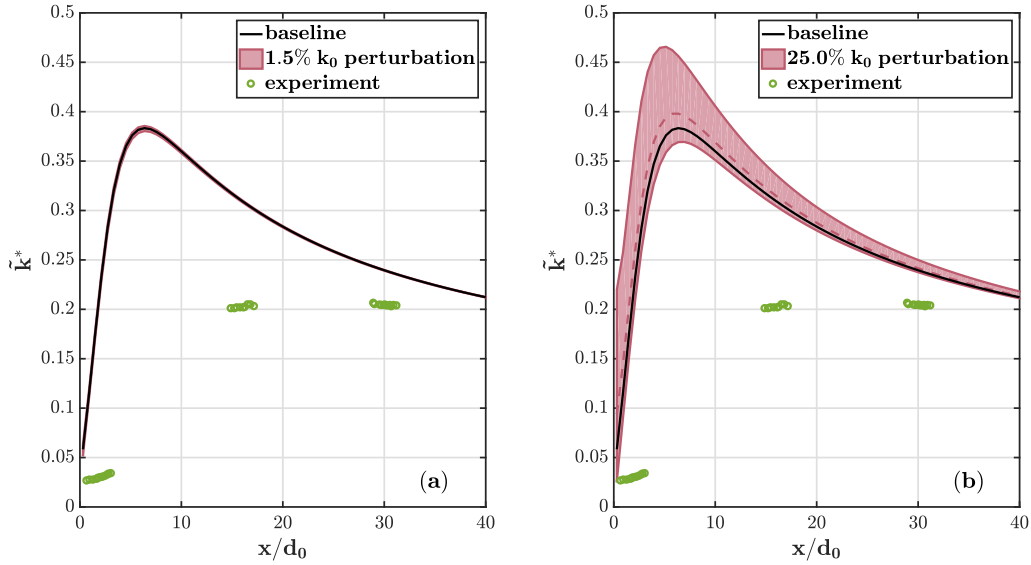 0.5
0.45
0.4
0.35
0.3
0.25
0.2
0.15
0.1
0.05
0
k̃*
baseline
1.5% k₀ perturbation
experiment
(a)
0 10 20 30 40
x/d₀
0.5
0.45
0.4
0.35
0.3
0.25
0.2
0.15
0.1
0.05
0
k̃*
baseline
25.0% k₀ perturbation
experiment
(b)
0 10 20 30 40
x/d₀